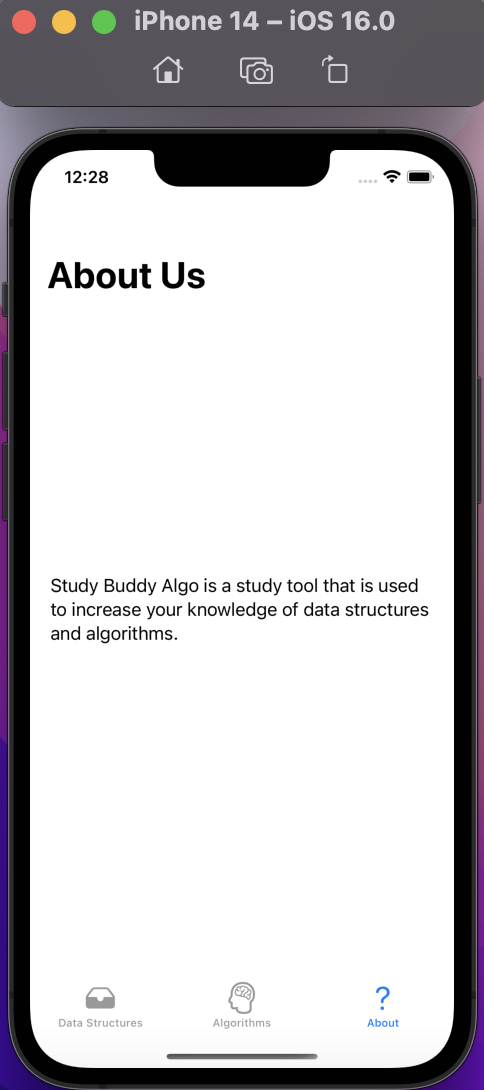 iPhone 14 – iOS 16.0
12:28
About Us
Study Buddy Algo is a study tool that is used
to increase your knowledge of data structures
and algorithms.
Data Structures
Algorithms
?
About